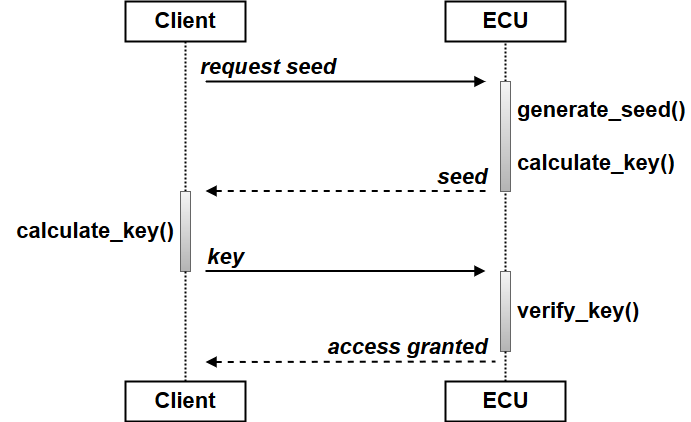 Client
ECU
request seed
generate_seed()
calculate_key()
seed
calculate_key()
key
verify_key()
access granted
Client
ECU